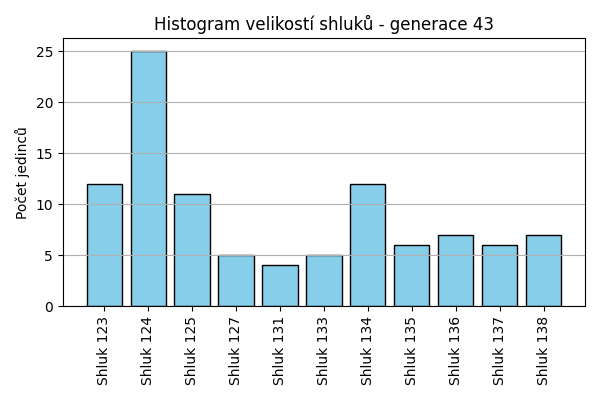 Histogram velikostí shluků - generace 43
Počet jedinců
25
20
15
10
5
0
Shluk 123
Shluk 124
Shluk 125
Shluk 127
Shluk 131
Shluk 133
Shluk 134
Shluk 135
Shluk 136
Shluk 137
Shluk 138